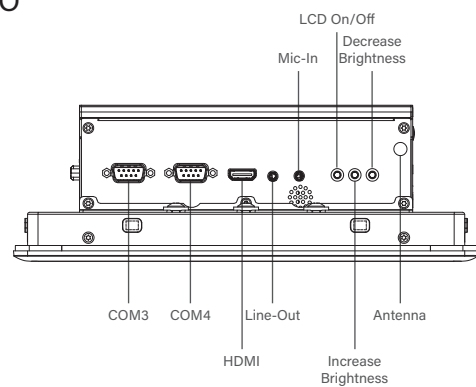 LCD On/Off
Decrease
Brightness
Mic-In
COM3
COM4
Line-Out
Antenna
HDMI
Increase
Brightness